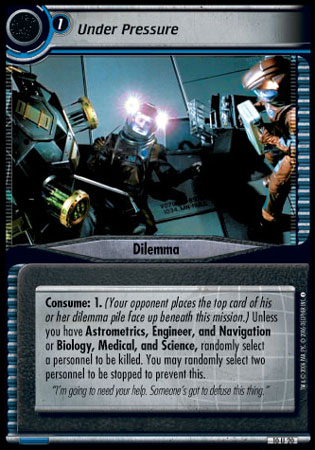 1 Under Pressure
Dilemma
Consume: 1. (Your opponent places the top card of his
or her dilemma pile face up beneath this mission.) Unless
you have Astrometrics, Engineer, and Navigation
or Biology, Medical, and Science, randomly select
a personnel to be killed. You may randomly select two
personnel to be stopped to prevent this.
"I'm going to need your help. Someone's got to defuse this thing."
10 U 20